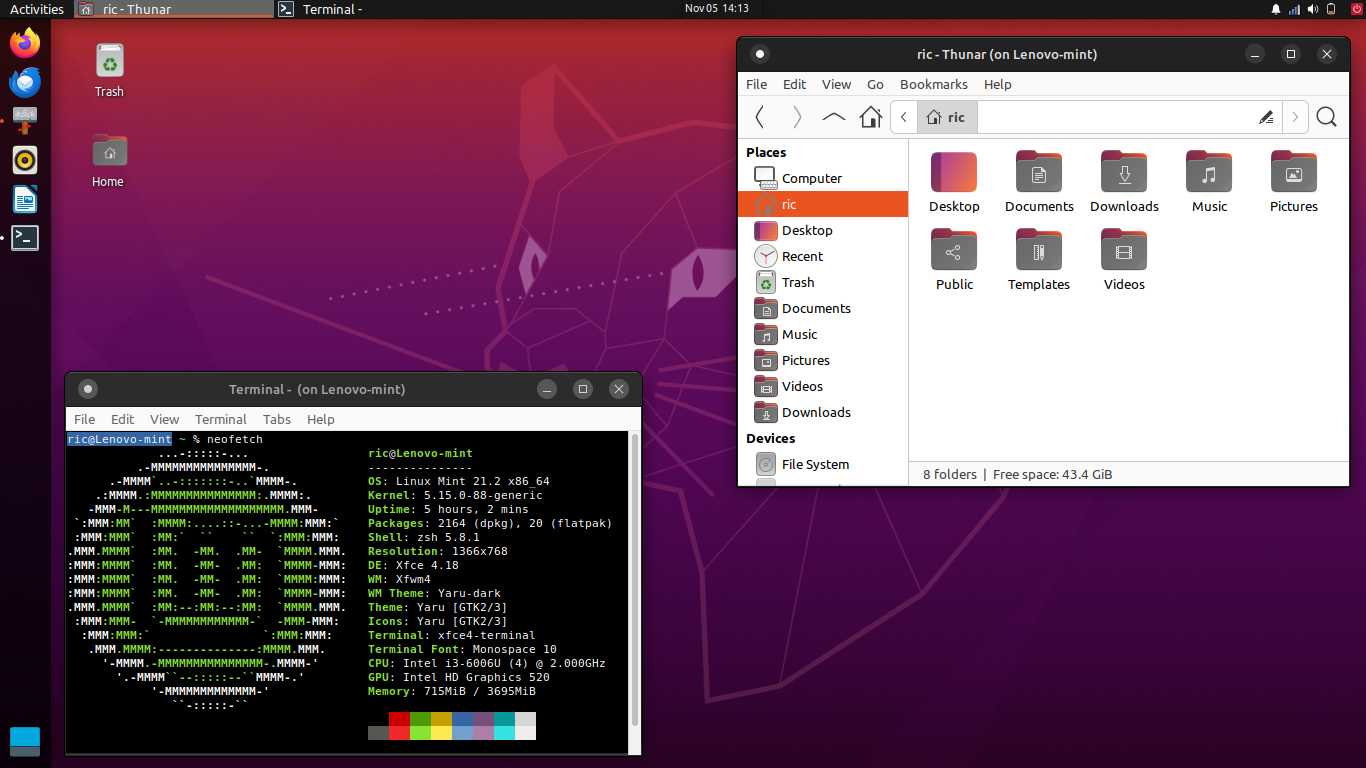 Activities
ric - Thunar
Terminal -
Nov 05 14:13
Trash
Home
ric - Thunar (on Lenovo-mint)
File Edit View Go Bookmarks Help
ric
Places
Computer
ric
Desktop
Recent
Trash
Documents
Music
Pictures
Videos
Downloads
Devices
File System
Desktop Documents Downloads Music Pictures
Public Templates Videos
8 folders | Free space: 43.4 GiB
Terminal - (on Lenovo-mint)
File Edit View Terminal Tabs Help
ric@Lenovo-mint ~ % neofetch
ric@Lenovo-mint
---------------
OS: Linux Mint 21.2 x86_64
Kernel: 5.15.0-88-generic
Uptime: 5 hours, 2 mins
Packages: 2164 (dpkg), 20 (flatpak)
Shell: zsh 5.8.1
Resolution: 1366x768
DE: Xfce 4.18
WM: Xfwm4
WM Theme: Yaru-dark
Theme: Yaru [GTK2/3]
Icons: Yaru [GTK2/3]
Terminal: xfce4-terminal
Terminal Font: Monospace 10
CPU: Intel i3-6006U (4) @ 2.000GHz
GPU: Intel HD Graphics 520
Memory: 715MiB / 3695MiB